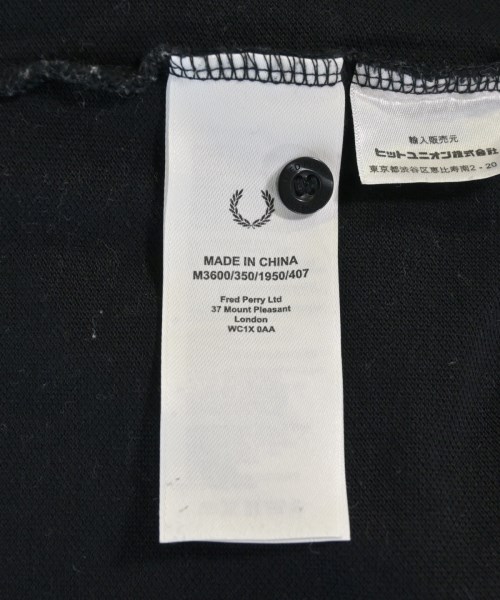 MADE IN CHINA
M3600/350/1950/407
Fred Perry Ltd
37 Mount Pleasant
London
WC1X 0AA
輸入販売元
ヒットユニオン株式会社
東京都渋谷区恵比寿南2-20